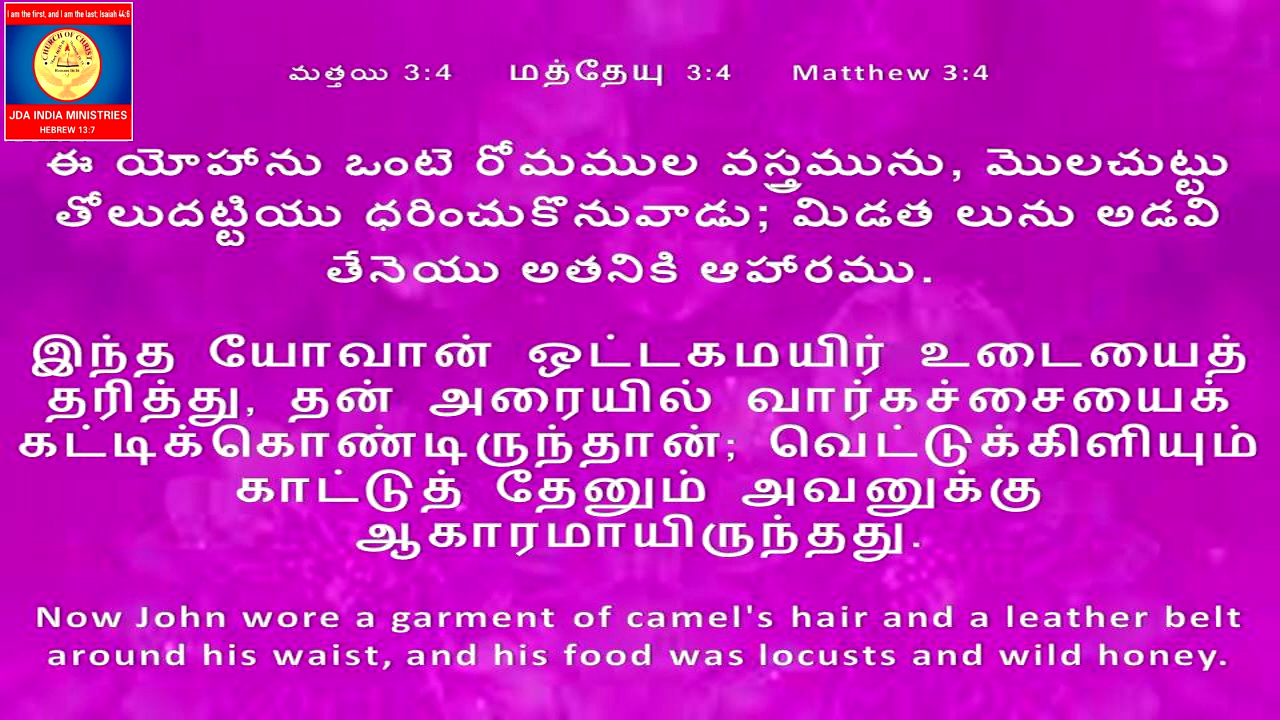 I am the first, and I am the last; Isaiah 44:6
CHURCH OF CHRIST
JDA INDIA MINISTRIES
HEBREW 13:7
మత్తయి 3:4 மத்தேயு 3:4 Matthew 3:4
ఈ యోహాను ఒంటె రోమముల వస్త్రమును, మొలచుట్టు
తోలుదట్టియు ధరించుకొనువాడు; మిడత లును అడవి
తేనెయు అతనికి ఆహారము.
இந்த யோவான் ஒட்டகமயிர் உடையைத்
தரித்து, தன் அரையில் வார்கச்சையைக்
கட்டிக்கொண்டிருந்தான்; வெட்டுக்கிளியும்
காட்டுத் தேனும் அவனுக்கு
ஆகாரமாயிருந்தது.
Now John wore a garment of camel's hair and a leather belt
around his waist, and his food was locusts and wild honey.